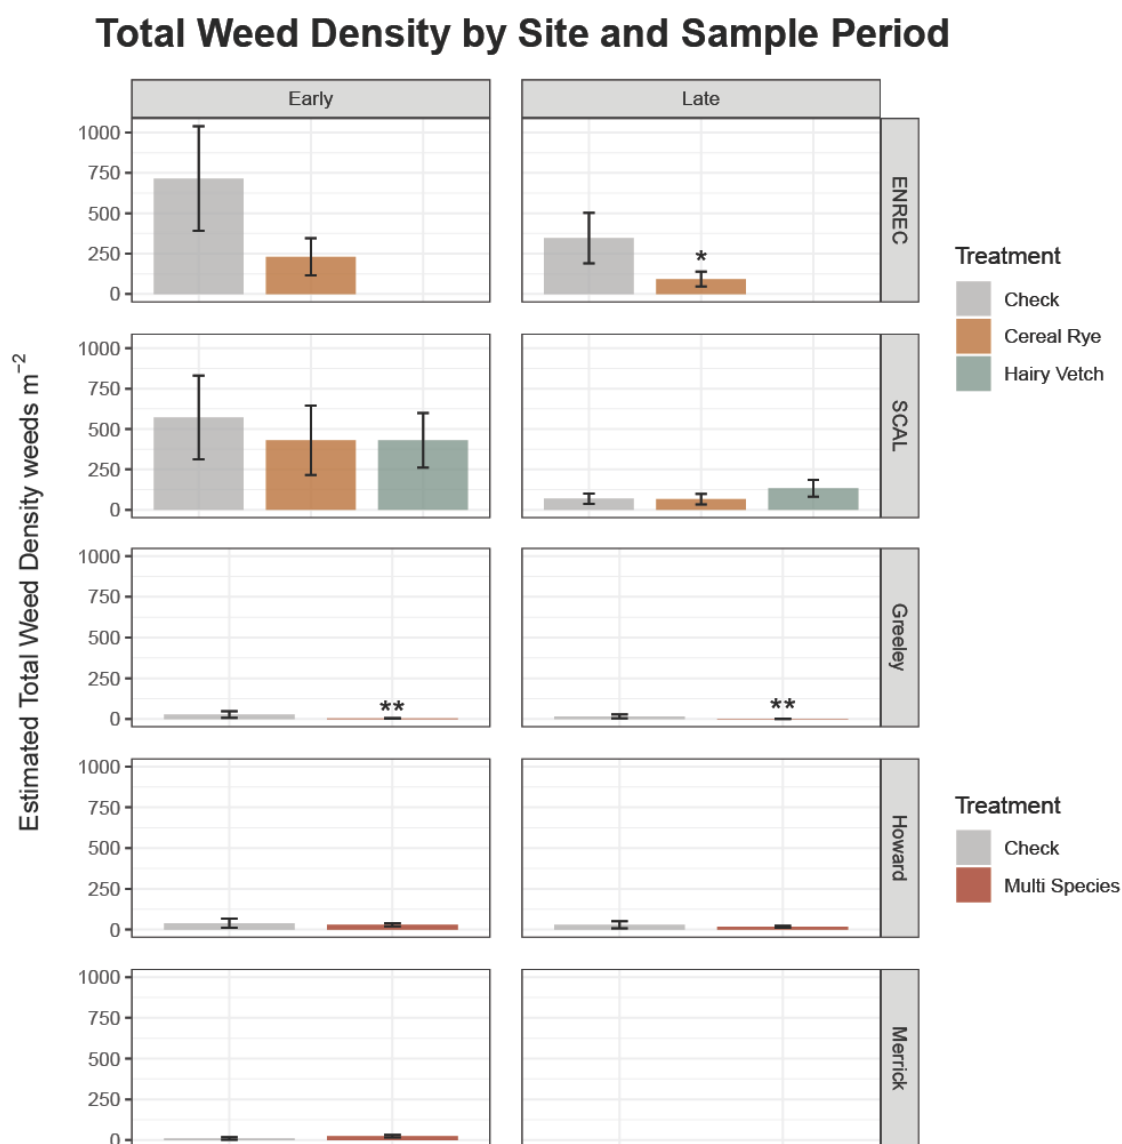 Total Weed Density by Site and Sample Period
Early
Late
Estimated Total Weed Density weeds m⁻²
1000
750
500
250
0
*
ENREC
Treatment
Check
Cereal Rye
Hairy Vetch
1000
750
500
250
0
SCAL
1000
750
500
250
0
**
**
Greeley
1000
750
500
250
0
Howard
Treatment
Check
Multi Species
1000
750
500
250
0
Merrick